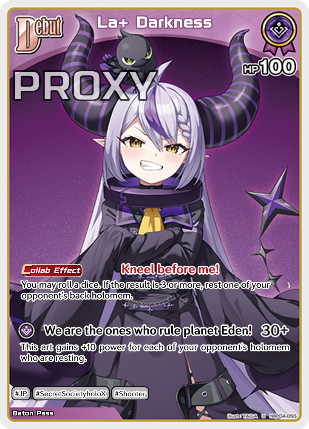 Debut
La+ Darkness
HP100
PROXY
Collab Effect
Kneel before me!
You may roll a dice. If the result is 3 or more, rest one of your
opponent's back holomem.
We are the ones who rule planet Eden! 30+
This art gains +10 power for each of your opponent's holomem
who are resting.
#JP #SecretSocietyholoX #Shooter
Baton Pass